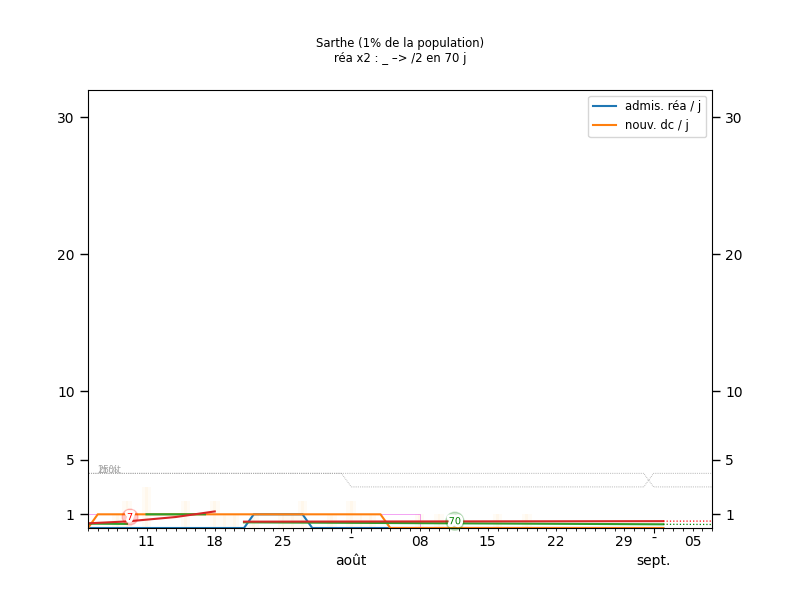 Sarthe (1% de la population)
réa x2 : _ –> /2 en 70 j
admis. réa / j
nouv. dc / j
30 30
20 20
10 10
5 5
1 1
7
70
11 18 25 - 08 15 22 29 - 05
août sept.